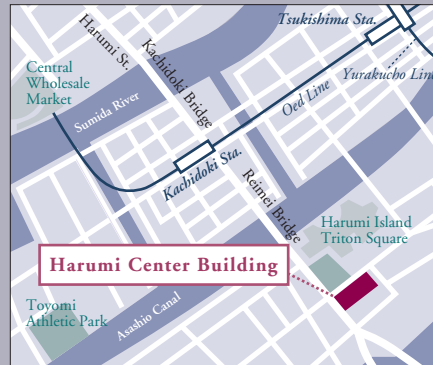 Tsukishima Sta.
Harumi St.
Kachidoki Bridge
Yurakucho Line
Central
Wholesale
Market
Sumida River
Oed Line
Kachidoki Sta.
Reimei Bridge
Harumi Island
Triton Square
Harumi Center Building
Toyomi
Athletic Park
Asashio Canal